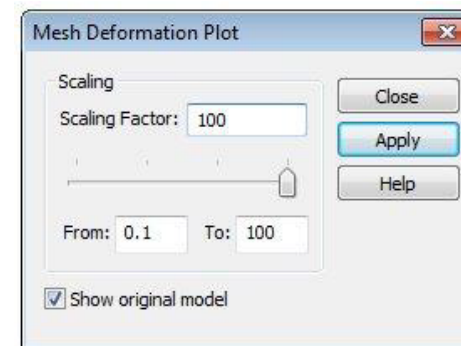 Mesh Deformation Plot
Scaling
Scaling Factor: 100
From: 0.1 To: 100
Show original model
Close
Apply
Help